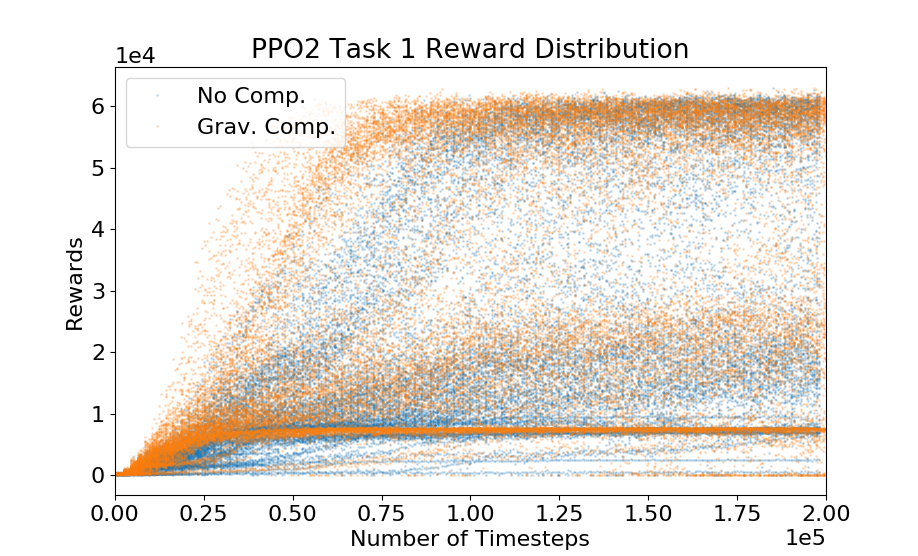 PPO2 Task 1 Reward Distribution
1e4
No Comp.
Grav. Comp.
6
5
4
3
2
1
0
Rewards
0.00 0.25 0.50 0.75 1.00 1.25 1.50 1.75 2.00
Number of Timesteps
1e5